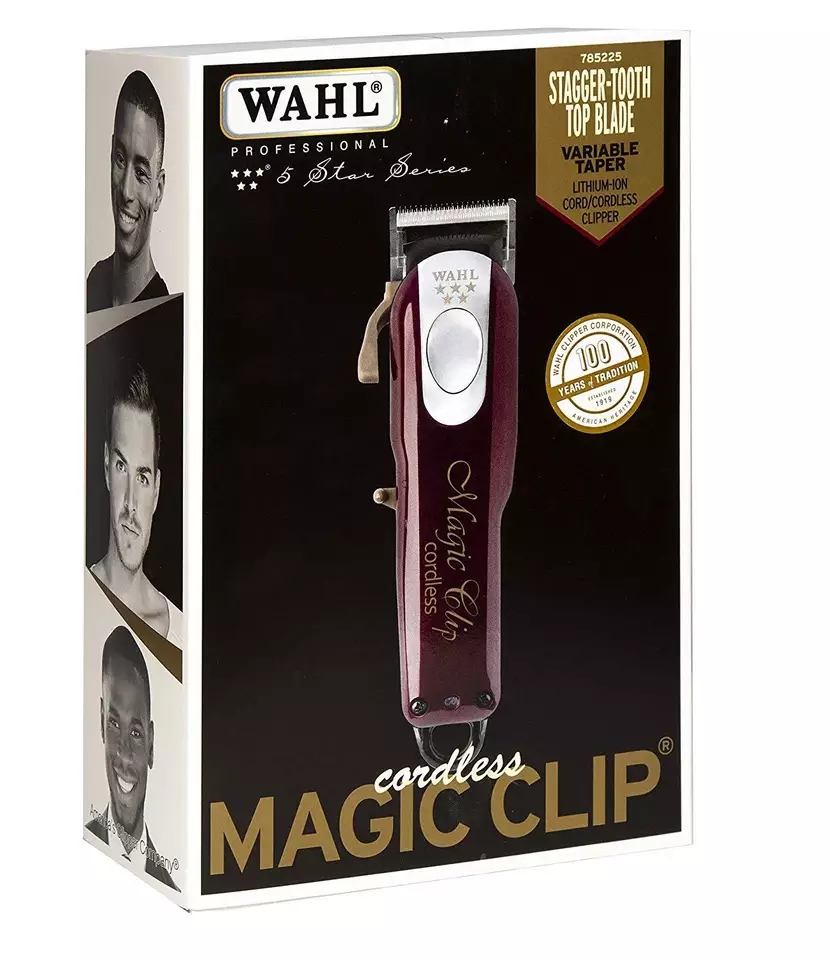 WAHL®
PROFESSIONAL
5 Star Series
785225
STAGGER-TOOTH
TOP BLADE
VARIABLE
TAPER
LITHIUM-ION
CORD/CORDLESS
CLIPPER
WAHL
WAHL CLIPPER CORPORATION
100
YEARS of TRADITION
ESTABLISHED
1919
AMERICAN HERITAGE
Magic Clip
cordless
cordless
MAGIC CLIP®
Company®